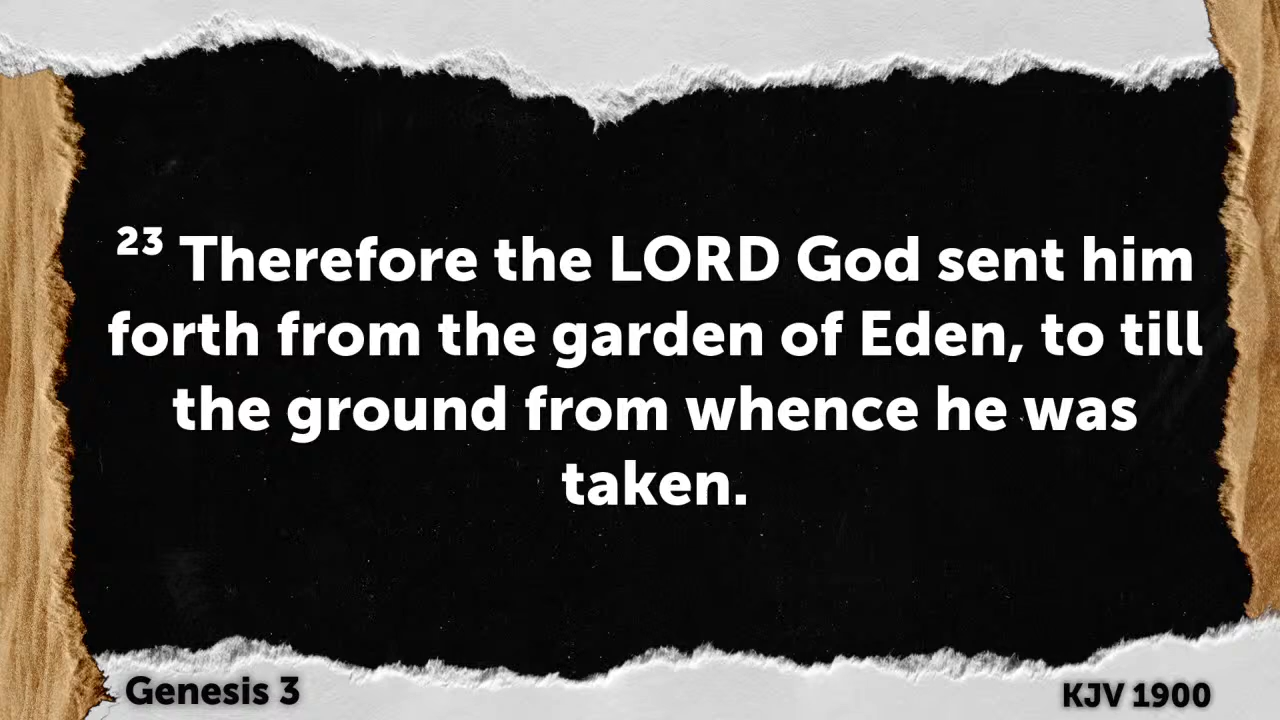 ²³ Therefore the LORD God sent him
forth from the garden of Eden, to till
the ground from whence he was
taken.
Genesis 3
KJV 1900